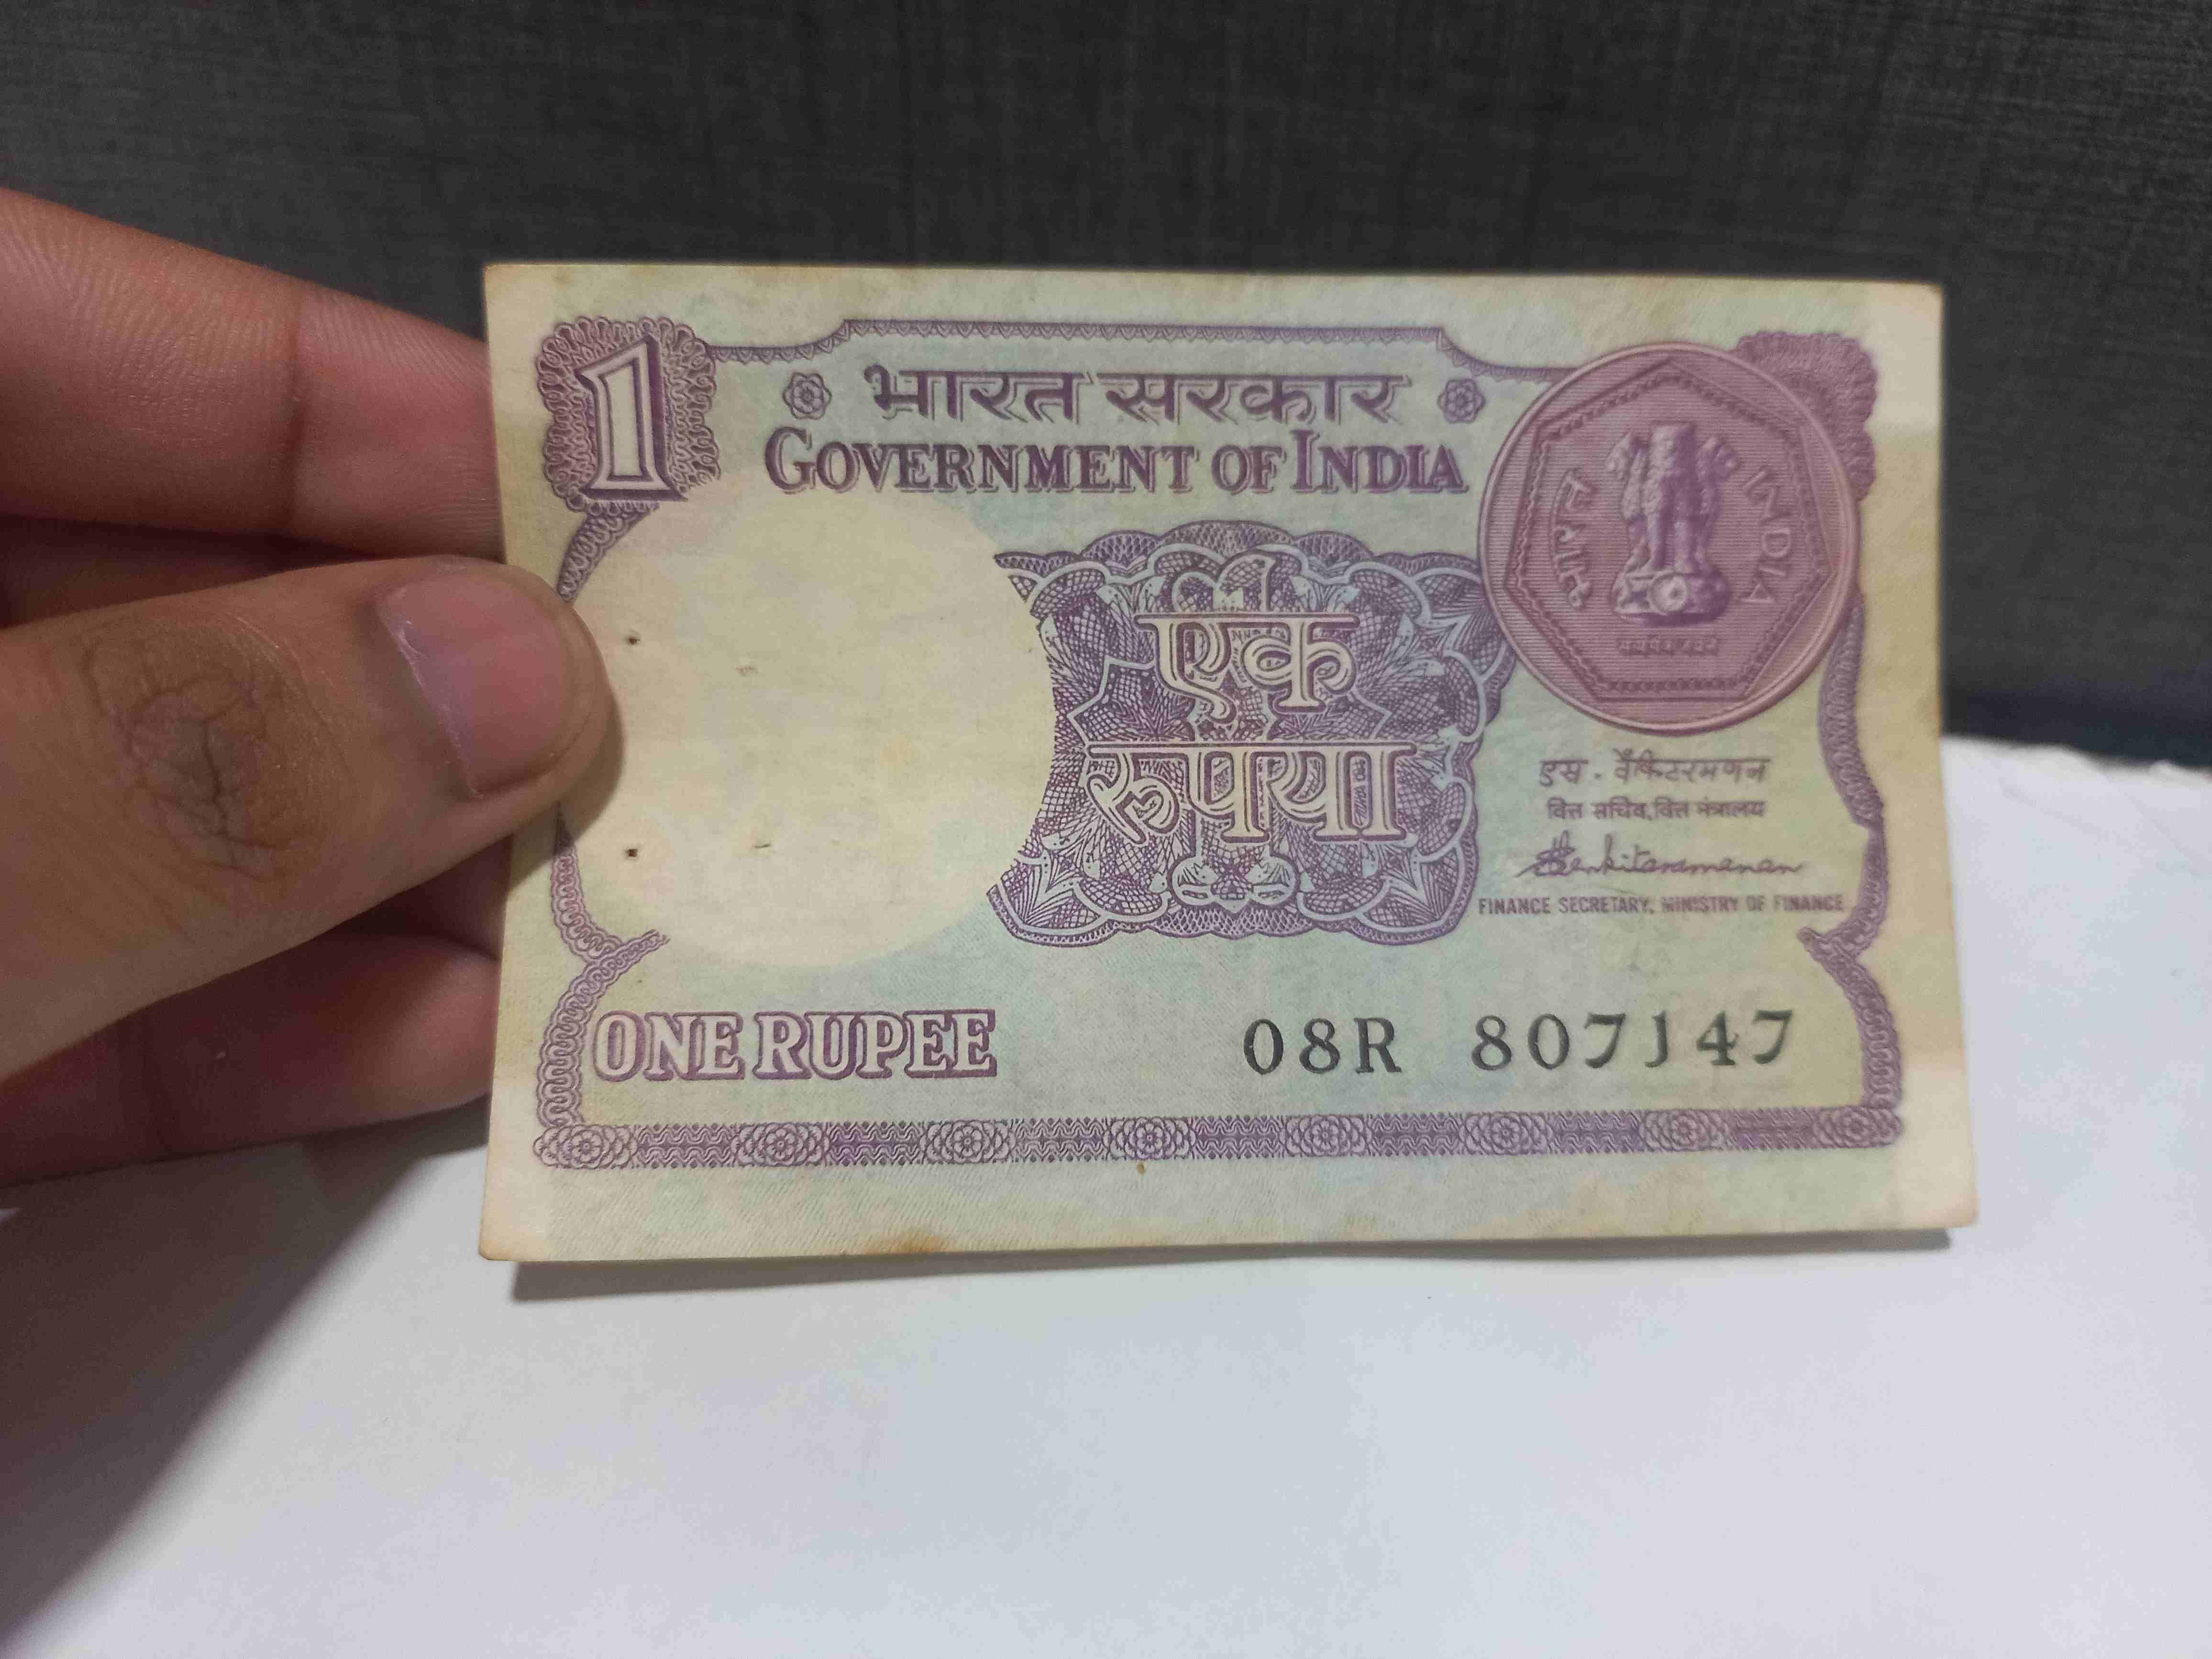 1
भारत सरकार
GOVERNMENT OF INDIA
भारत INDIA
सत्यमेव जयते
एक
रूपया
एस. वेंकिटरमणन
वित्त सचिव, वित्त मंत्रालय
S Venkitaramanan
FINANCE SECRETARY, MINISTRY OF FINANCE
ONE RUPEE
08R 807147